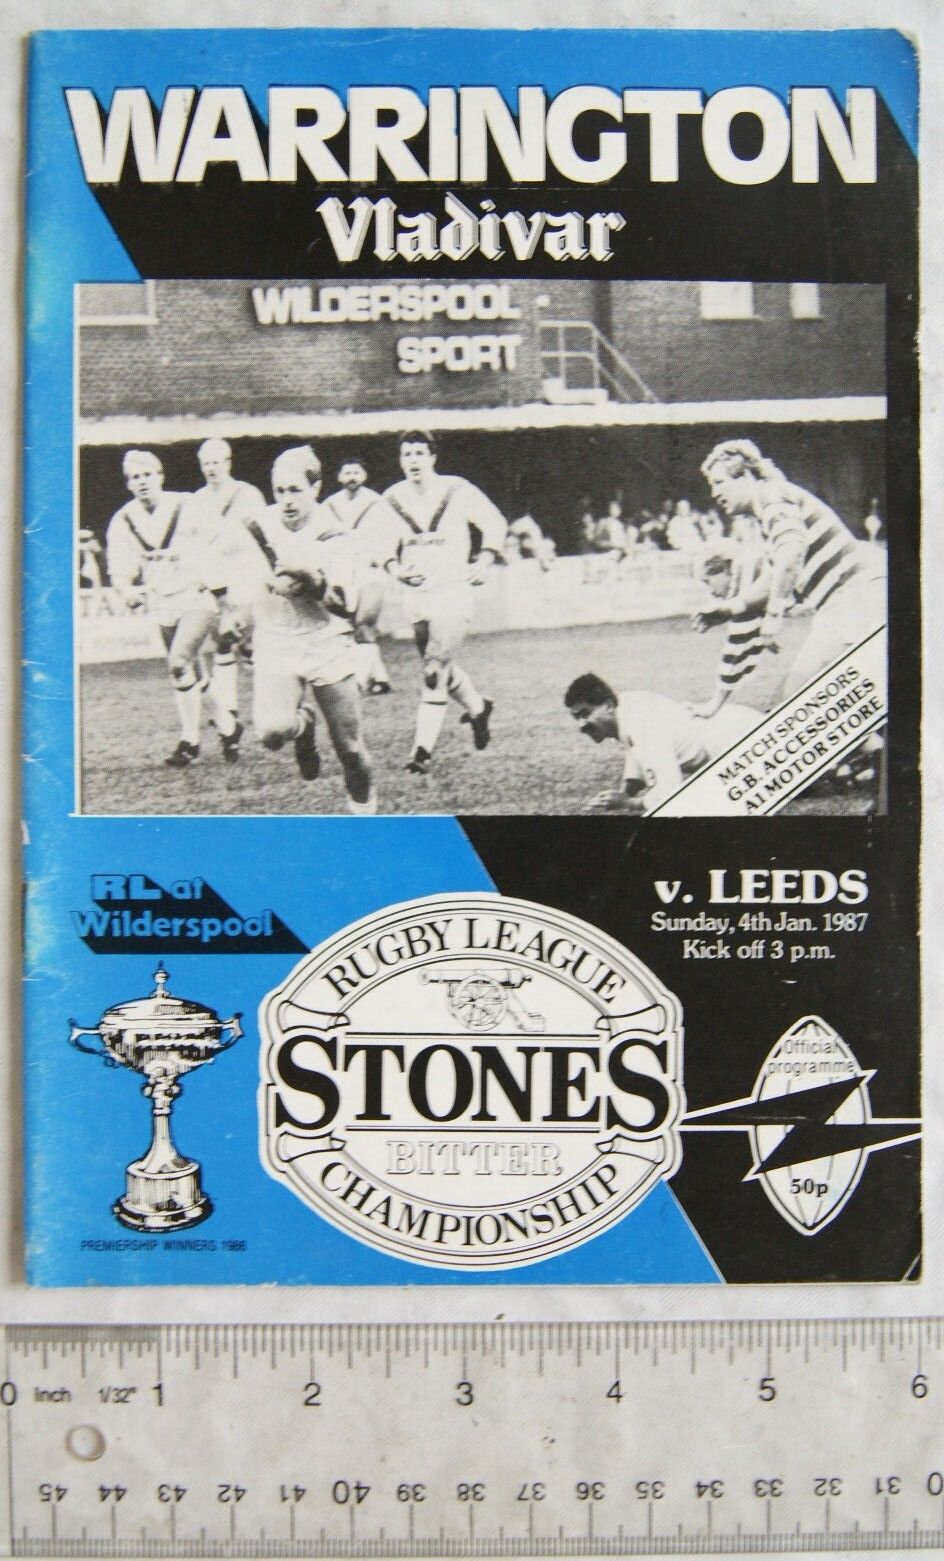 WARRINGTON
Vladivar
WILDERSPOOL
SPORT
MATCH SPONSORS
G.B. ACCESSORIES
A1 MOTOR STORE
RL at
Wilderspool
v. LEEDS
Sunday, 4th Jan. 1987
Kick off 3 p.m.
RUGBY LEAGUE
STONES
BITTER
CHAMPIONSHIP
Official
programme
50p
PREMIERSHIP WINNERS 1986
0 Inch 1/32" 1 2 3 4 5 6
45 44 43 42 41 40 39 38 37 36 35 34 33 32 31 0